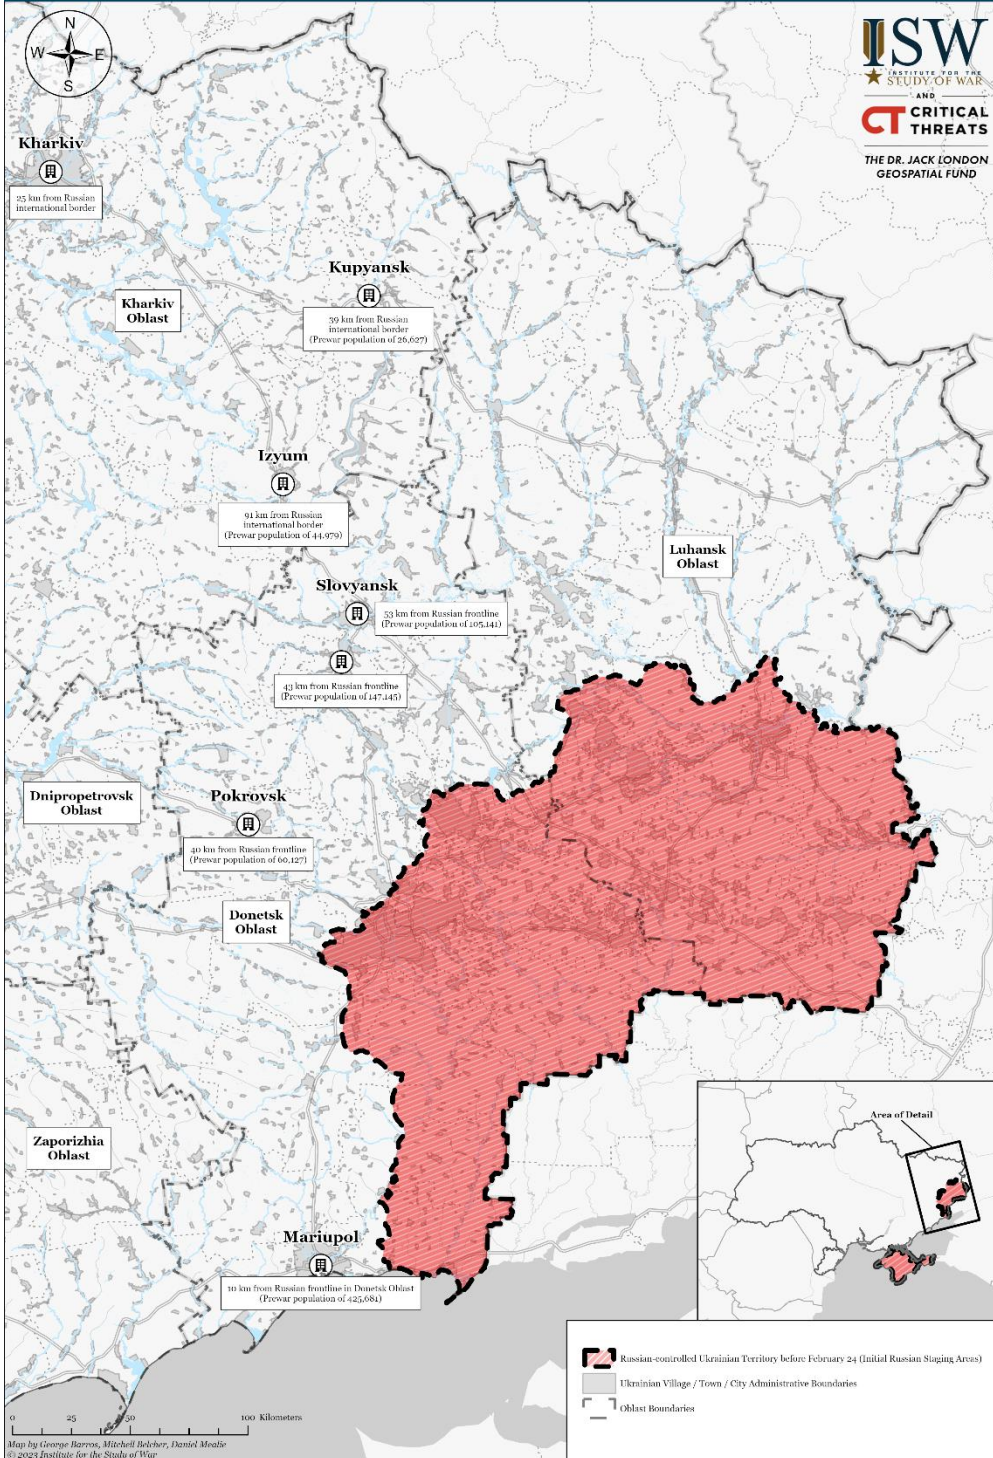 N
W E
S
ISW
INSTITUTE FOR THE
STUDY OF WAR
AND
CT CRITICAL
THREATS
THE DR. JACK LONDON
GEOSPATIAL FUND
Kharkiv
25 km from Russian
international border
Kupyansk
39 km from Russian
international border
(Prewar population of 26,627)
Kharkiv
Oblast
Izyum
91 km from Russian
international border
(Prewar population of 44,979)
Luhansk
Oblast
Slovyansk
53 km from Russian frontline
(Prewar population of 105,141)
43 km from Russian frontline
(Prewar population of 147,145)
Dnipropetrovsk
Oblast
Pokrovsk
40 km from Russian frontline
(Prewar population of 60,127)
Donetsk
Oblast
Zaporizhia
Oblast
Mariupol
10 km from Russian frontline in Donetsk Oblast
(Prewar population of 425,681)
Area of Detail
Russian-controlled Ukrainian Territory before February 24 (Initial Russian Staging Areas)
Ukrainian Village / Town / City Administrative Boundaries
Oblast Boundaries
0 25 50 100 Kilometers
Map by George Barros, Mitchell Belcher, Daniel Mealie
© 2023 Institute for the Study of War